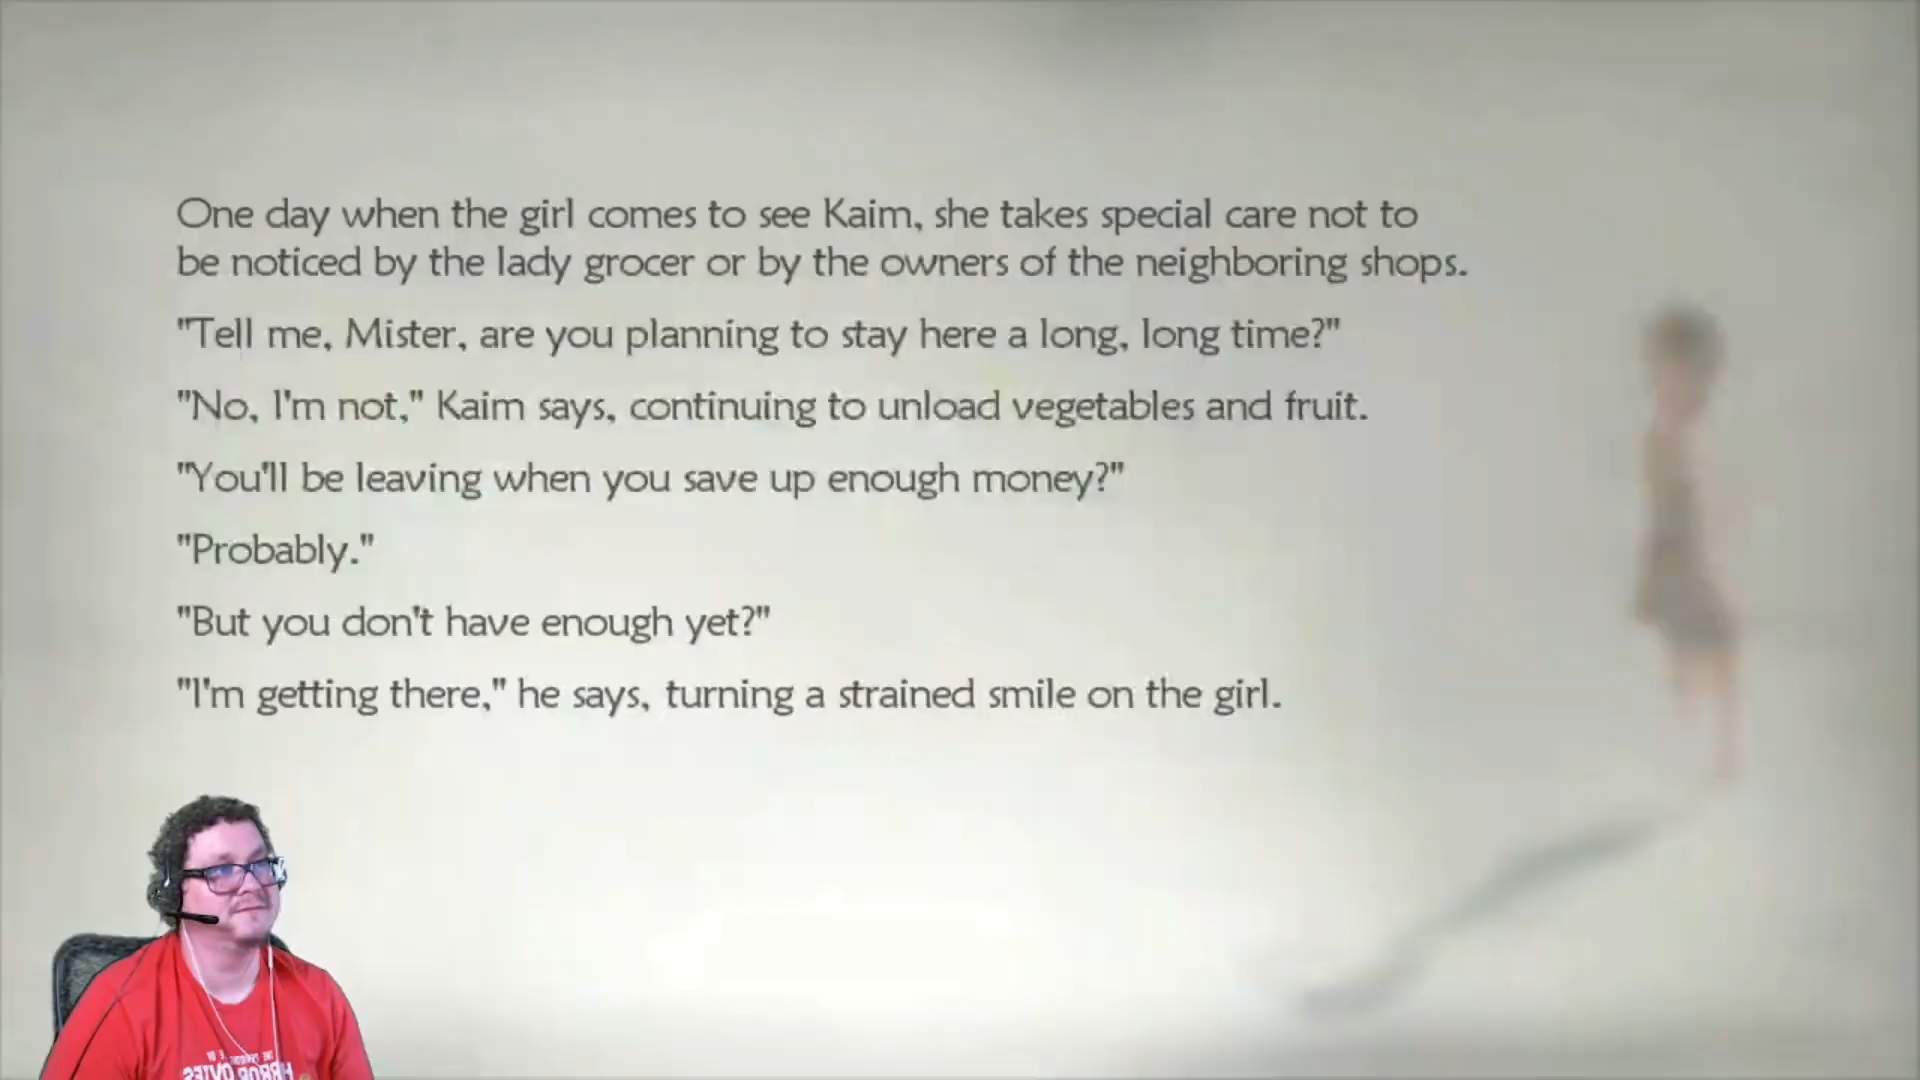 One day when the girl comes to see Kaim, she takes special care not to
be noticed by the lady grocer or by the owners of the neighboring shops.
"Tell me, Mister, are you planning to stay here a long, long time?"
"No, I'm not," Kaim says, continuing to unload vegetables and fruit.
"You'll be leaving when you save up enough money?"
"Probably."
"But you don't have enough yet?"
"I'm getting there," he says, turning a strained smile on the girl.